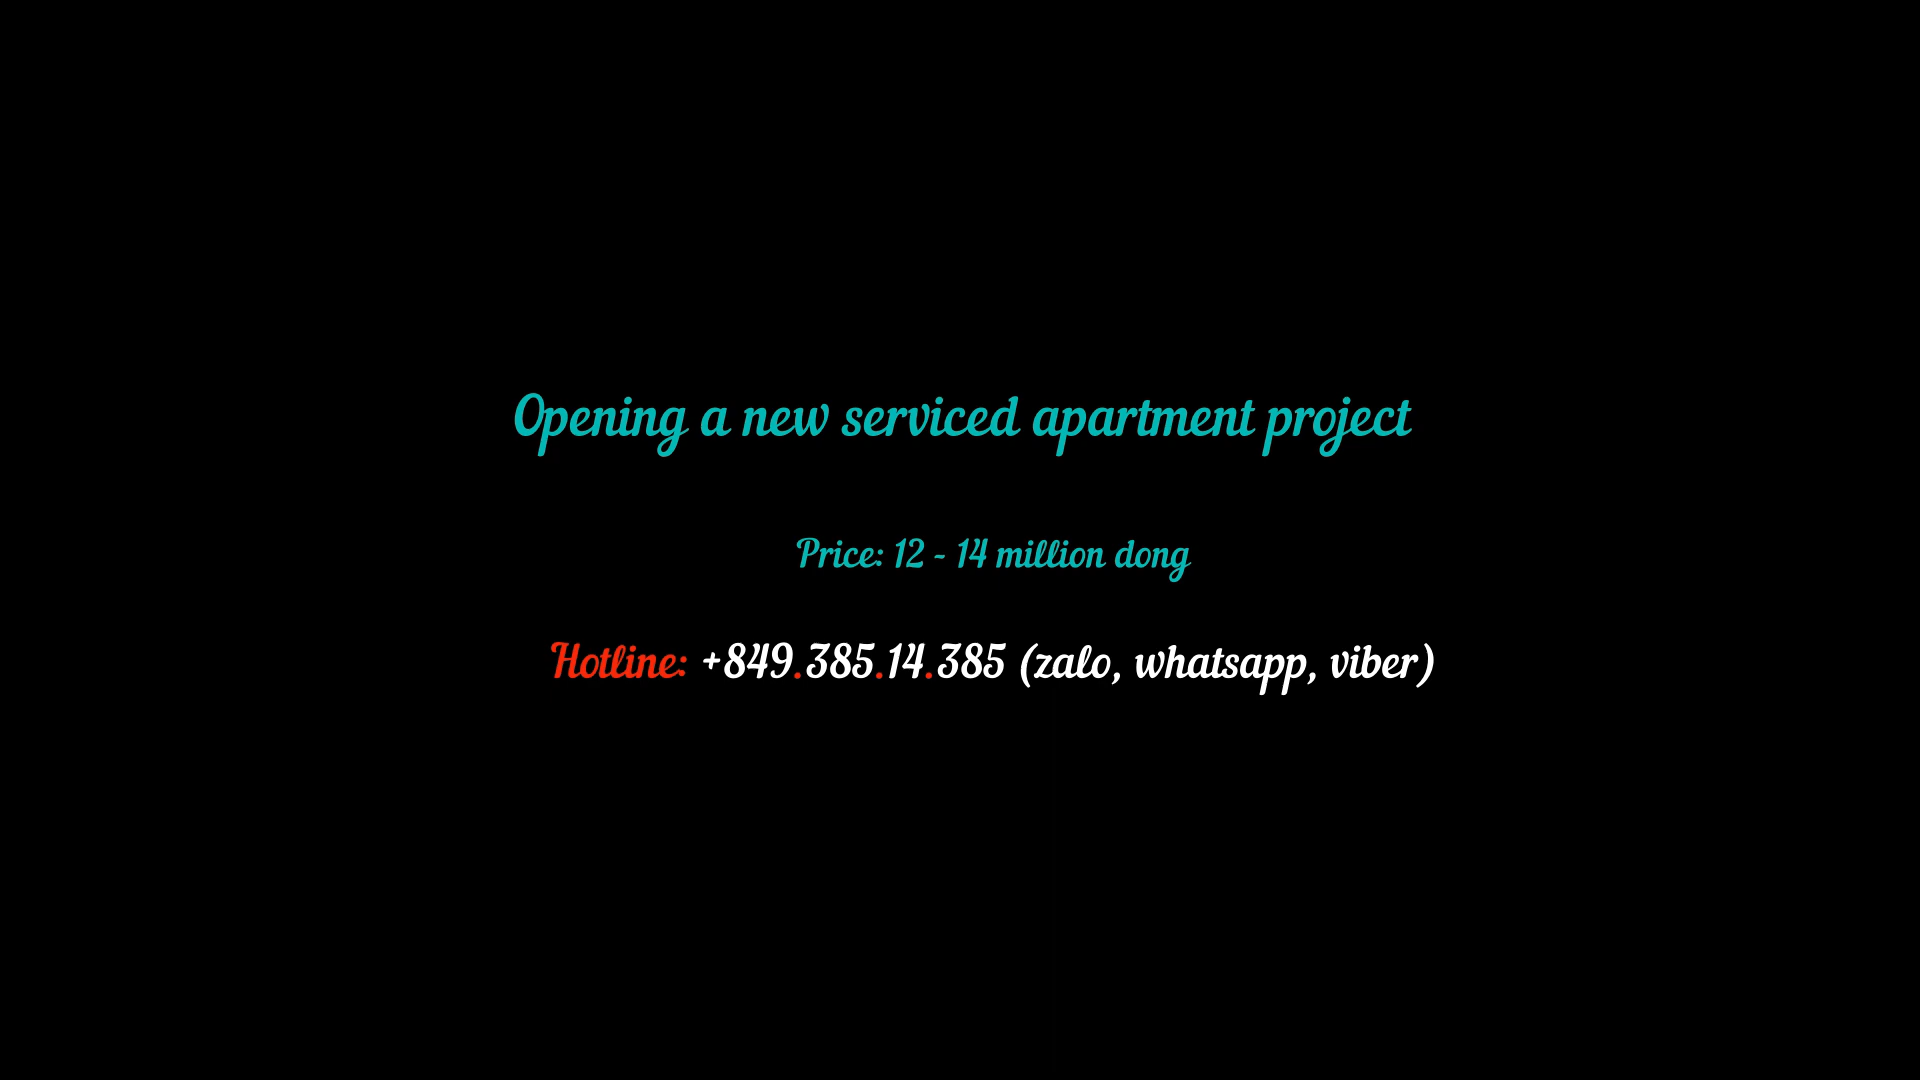 Opening a new serviced apartment project
Price: 12 - 14 million dong
Hotline: +849.385.14.385 (zalo, whatsapp, viber)